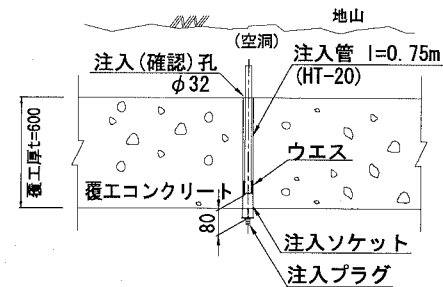 地山
(空洞)
注入(確認)孔
φ32
注入管 l=0.75m
(HT-20)
覆工厚t=600
ウエス
覆工コンクリート
80
注入ソケット
注入プラグ